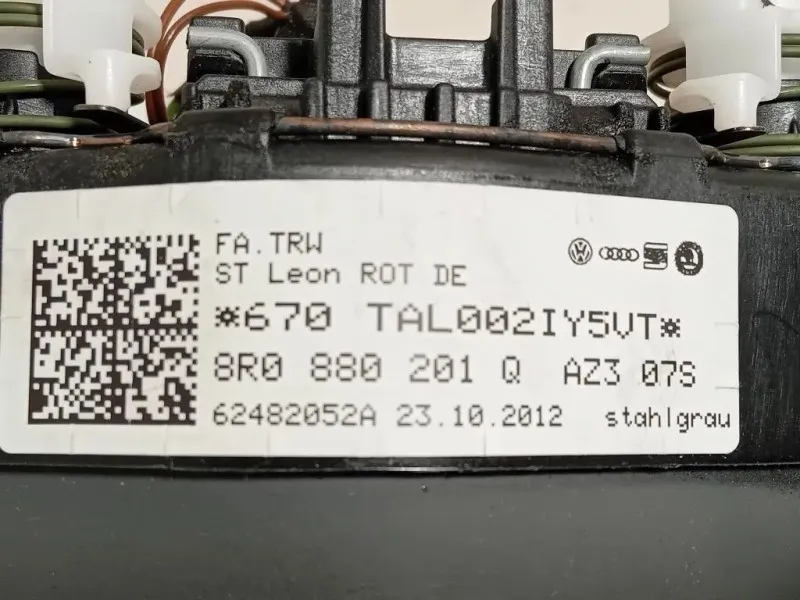 FA.TRW
ST Leon ROT DE
*670 TAL002IY5VT*
8R0 880 201 Q AZ3 07S
62482052A 23.10.2012 stahlgrau